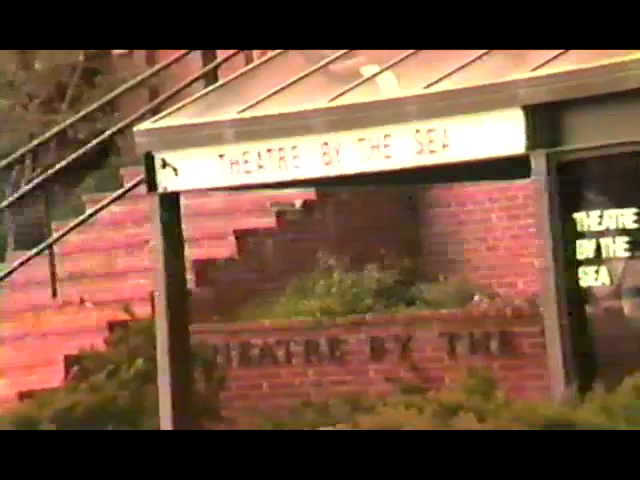 THEATRE BY THE SEA
THEATRE
BY THE
SEA
THEATRE BY THE